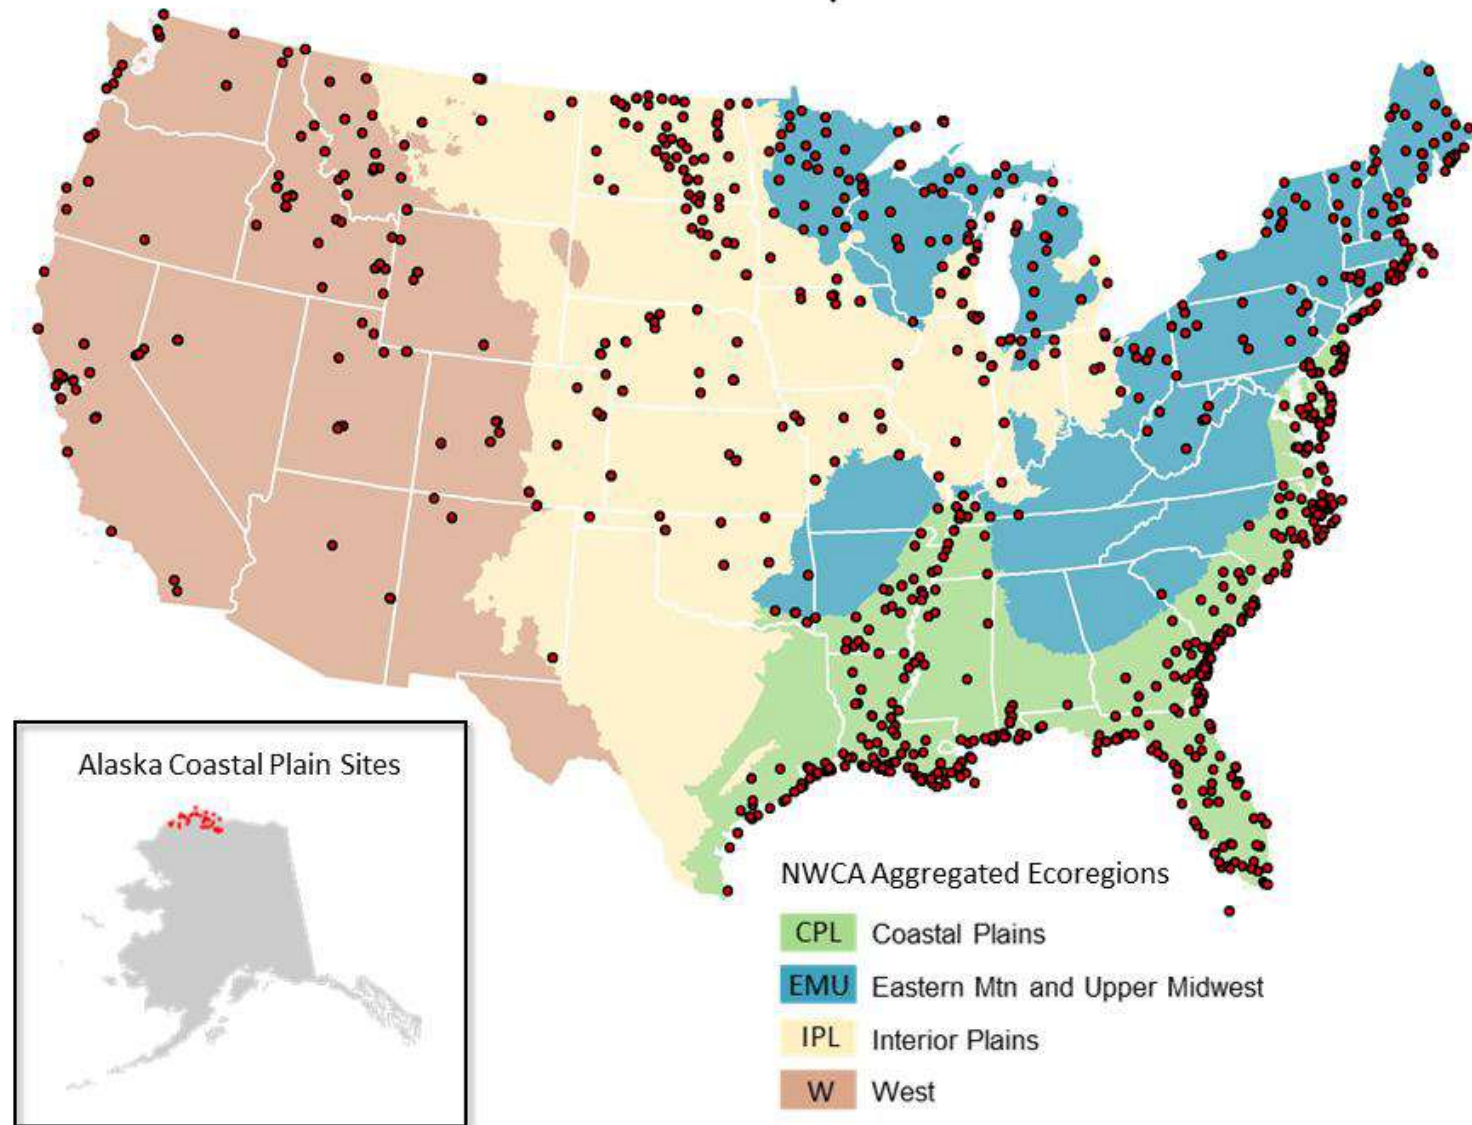 Alaska Coastal Plain Sites
NWCA Aggregated Ecoregions
CPL Coastal Plains
EMU Eastern Mtn and Upper Midwest
IPL Interior Plains
W West